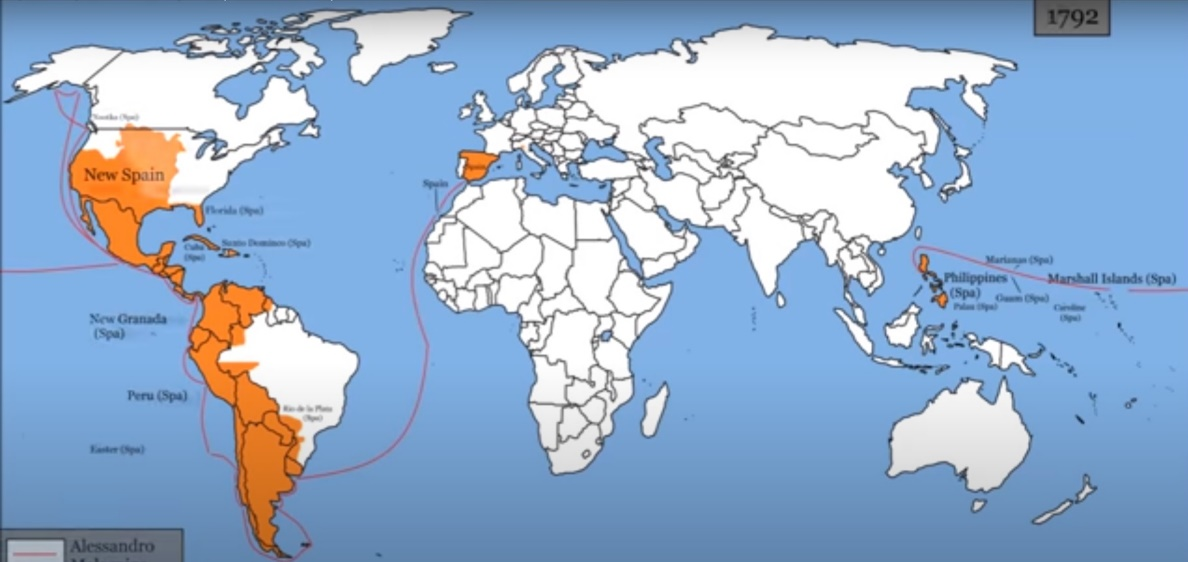 1792
Nootka (Spa)
New Spain
Spain
Spain
Florida (Spa)
Cuba
(Spa)
Santo Domingo (Spa)
Marianas (Spa)
Philippines
(Spa)
Marshall Islands (Spa)
Guam (Spa)
Palau (Spa)
Caroline
(Spa)
New Granada
(Spa)
Peru (Spa)
Rio de la Plata
(Spa)
Easter (Spa)
Alessandro